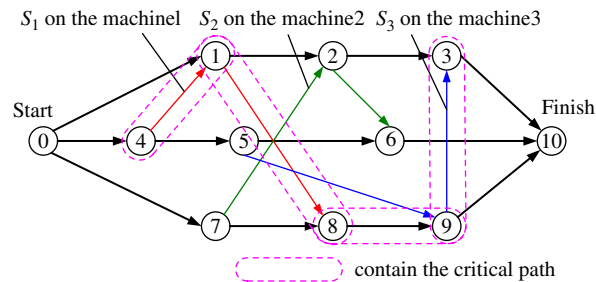 S₁ on the machinel S₂ on the machine2 S₃ on the machine3
1 2 3
Start Finish
0 4 5 6 10
7 8 9
contain the critical path